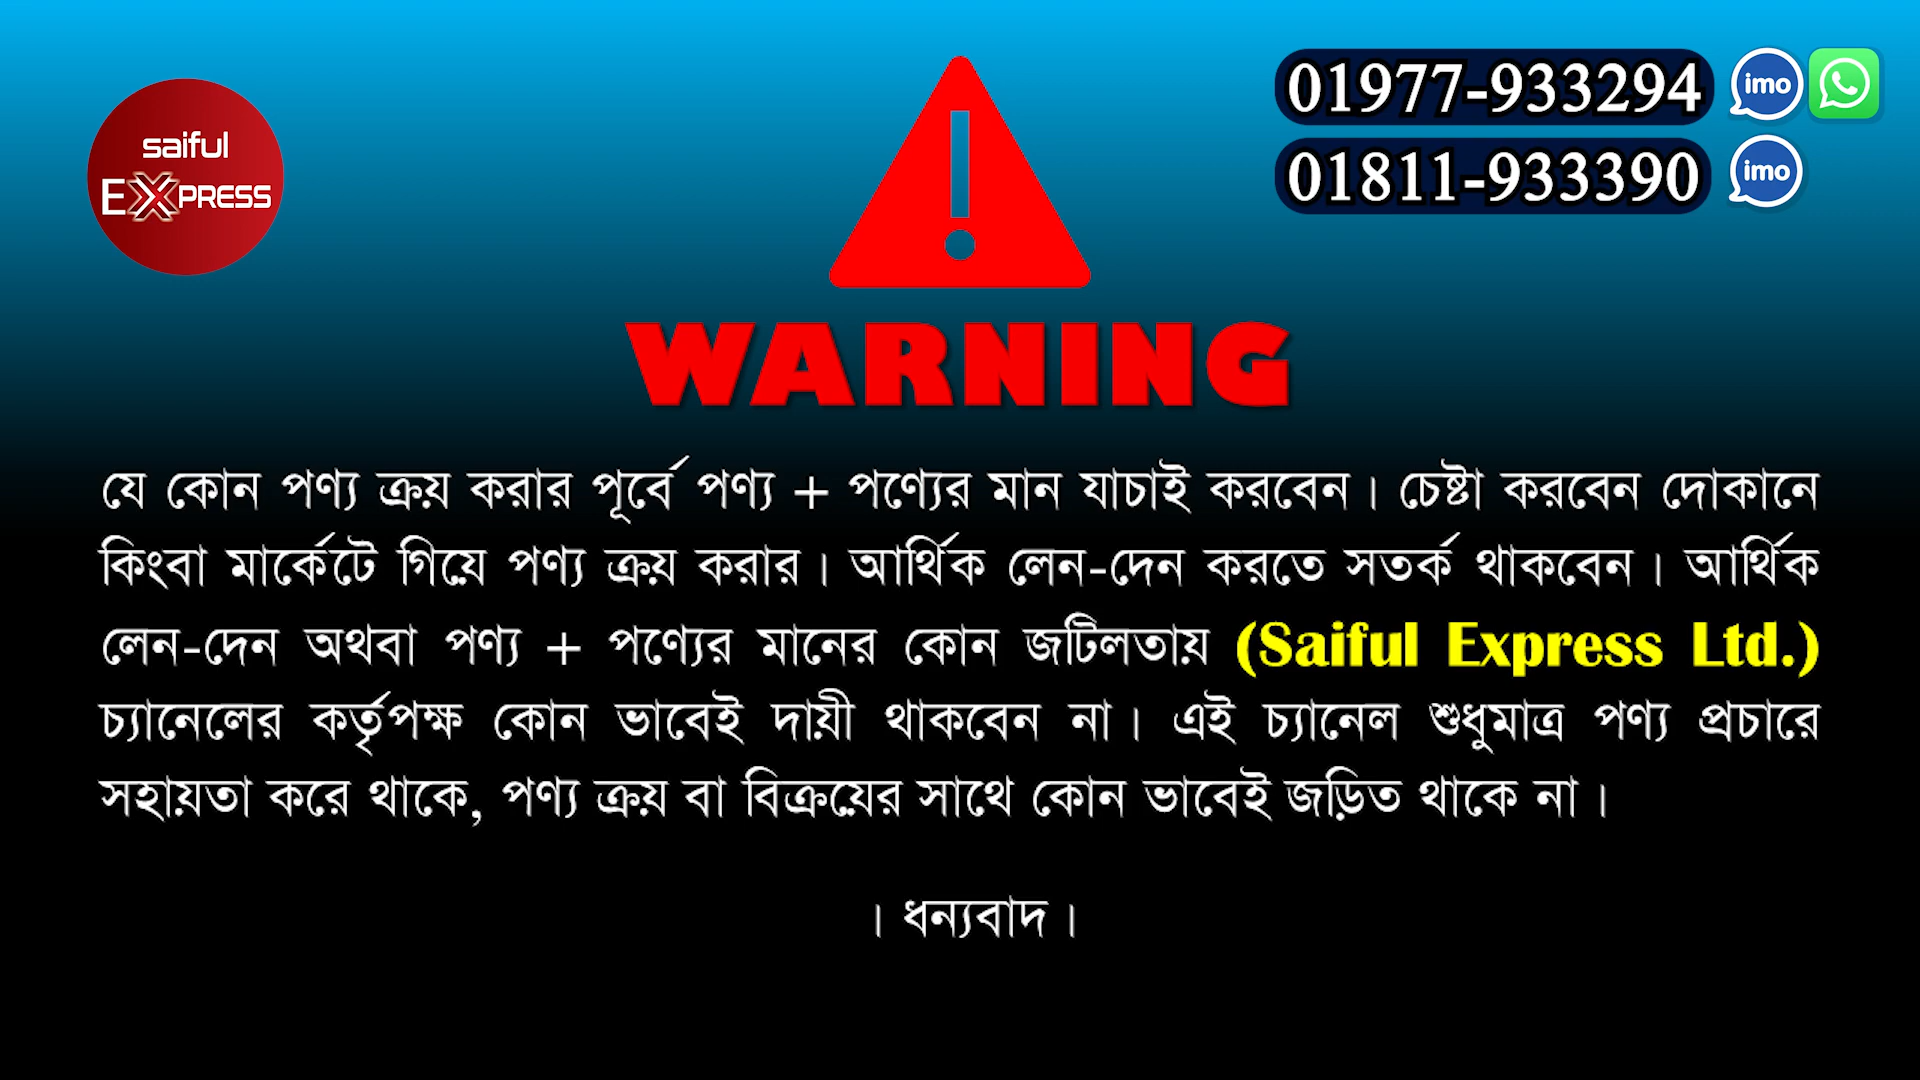 saiful
EXPRESS
01977-933294 imo
01811-933390 imo
WARNING
যে কোন পণ্য ক্রয় করার পূর্বে পণ্য + পণ্যের মান যাচাই করবেন। চেষ্টা করবেন দোকানে
কিংবা মার্কেটে গিয়ে পণ্য ক্রয় করার। আর্থিক লেন-দেন করতে সতর্ক থাকবেন। আর্থিক
লেন-দেন অথবা পণ্য + পণ্যের মানের কোন জটিলতায় (Saiful Express Ltd.)
চ্যানেলের কর্তৃপক্ষ কোন ভাবেই দায়ী থাকবেন না। এই চ্যানেল শুধুমাত্র পণ্য প্রচারে
সহায়তা করে থাকে, পণ্য ক্রয় বা বিক্রয়ের সাথে কোন ভাবেই জড়িত থাকে না।
। ধন্যবাদ।